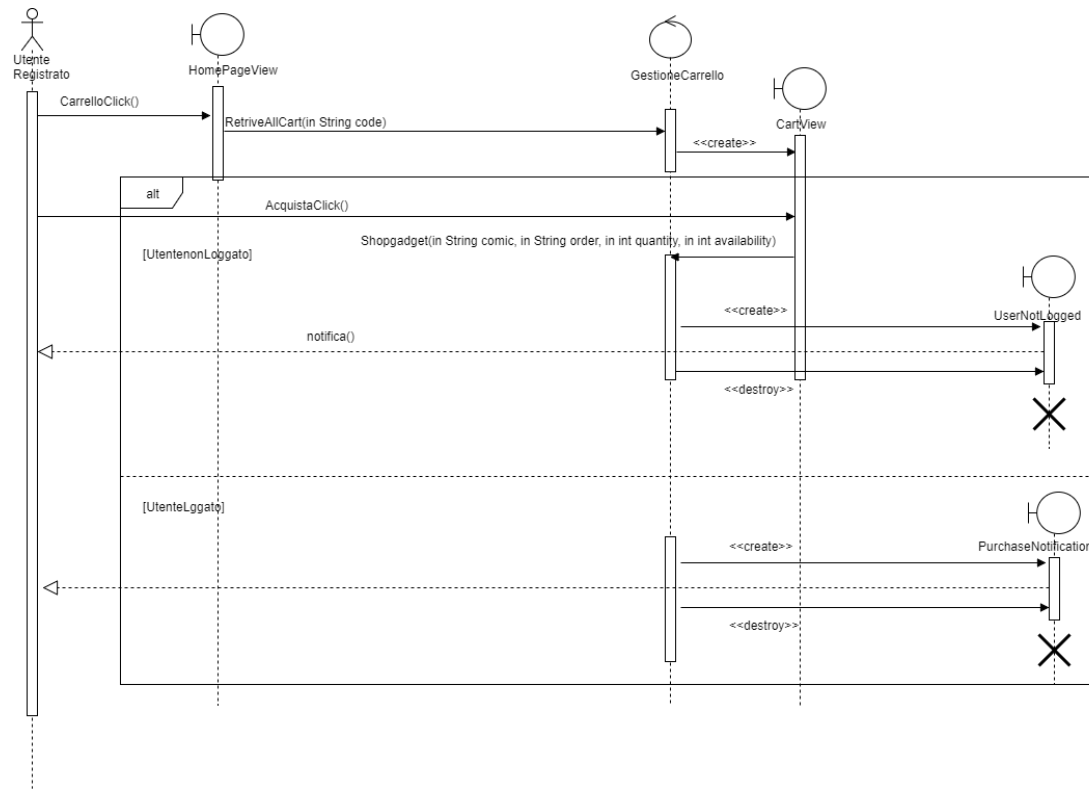 Utente
Registrato
HomePageView
GestioneCarrello
CartView
CarrelloClick()
RetriveAllCart(in String code)
<<create>>
alt
AcquistaClick()
Shopgadget(in String comic, in String order, in int quantity, in int availability)
[UtentenonLoggato]
<<create>>
UserNotLogged
notifica()
<<destroy>>
[UtenteLggato]
<<create>>
PurchaseNotification
<<destroy>>